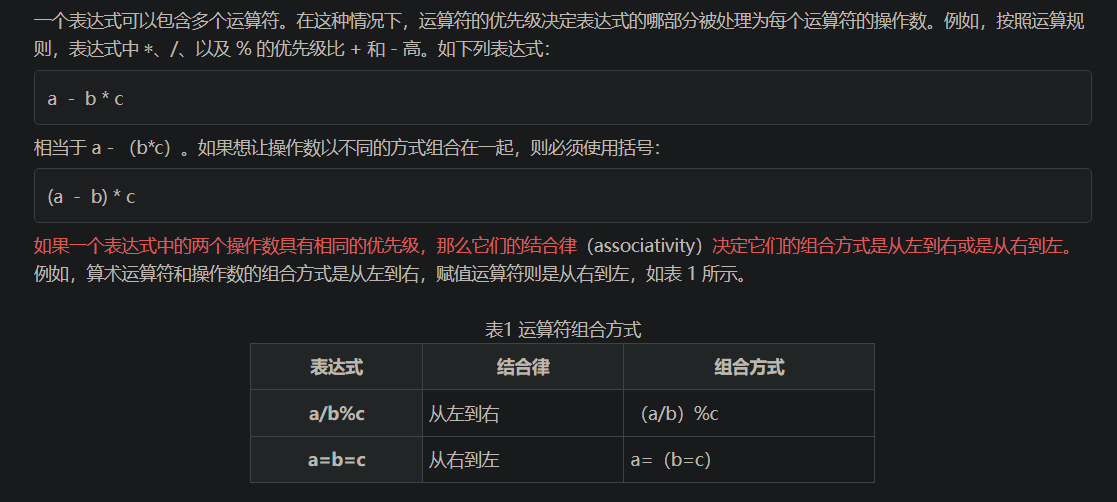 一个表达式可以包含多个运算符。在这种情况下，运算符的优先级决定表达式的哪部分被处理为每个运算符的操作数。例如，按照运算规
则，表达式中 *、/、以及 % 的优先级比 + 和 - 高。如下列表达式：
a - b * c
相当于 a - （b*c）。如果想让操作数以不同的方式组合在一起，则必须使用括号：
(a - b) * c
如果一个表达式中的两个操作数具有相同的优先级，那么它们的结合律（associativity）决定它们的组合方式是从左到右或是从右到左。
例如，算术运算符和操作数的组合方式是从左到右，赋值运算符则是从右到左，如表 1 所示。
表1 运算符组合方式
表达式 结合律 组合方式
a/b%c 从左到右 （a/b）%c
a=b=c 从右到左 a=（b=c）